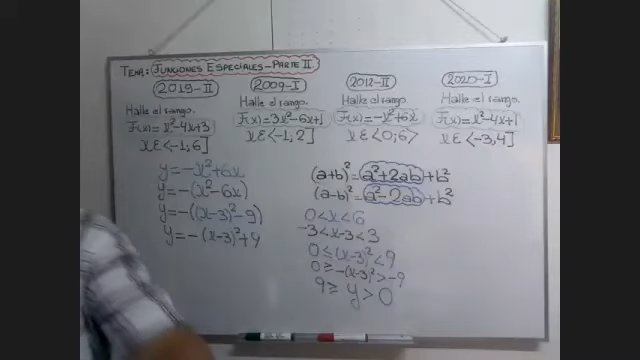 TEMA: FUNCIONES ESPECIALES-PARTE II
2019-II
Halle el rango.
F(x)=x²-4x+3
x∈<-1,6]
2009-I
Halle el rango.
F(x)=3x²-6x+1
x∈<-1,2]
2012-II
Halle el rango.
F(x)=-x²+6x
x∈<0;6>
2020-I
Halle el rango.
F(x)=x²-4x+1
x∈<-3,4]
y=-x²+6x
y=-(x²-6x)
y=-((x-3)²-9)
y=-(x-3)²+9
(a+b)²=a²+2ab+b²
(a-b)²=a²-2ab+b²
0<x<6
-3<x-3<3
0≤(x-3)²<9
0≥-(x-3)²>-9
9≥y>0